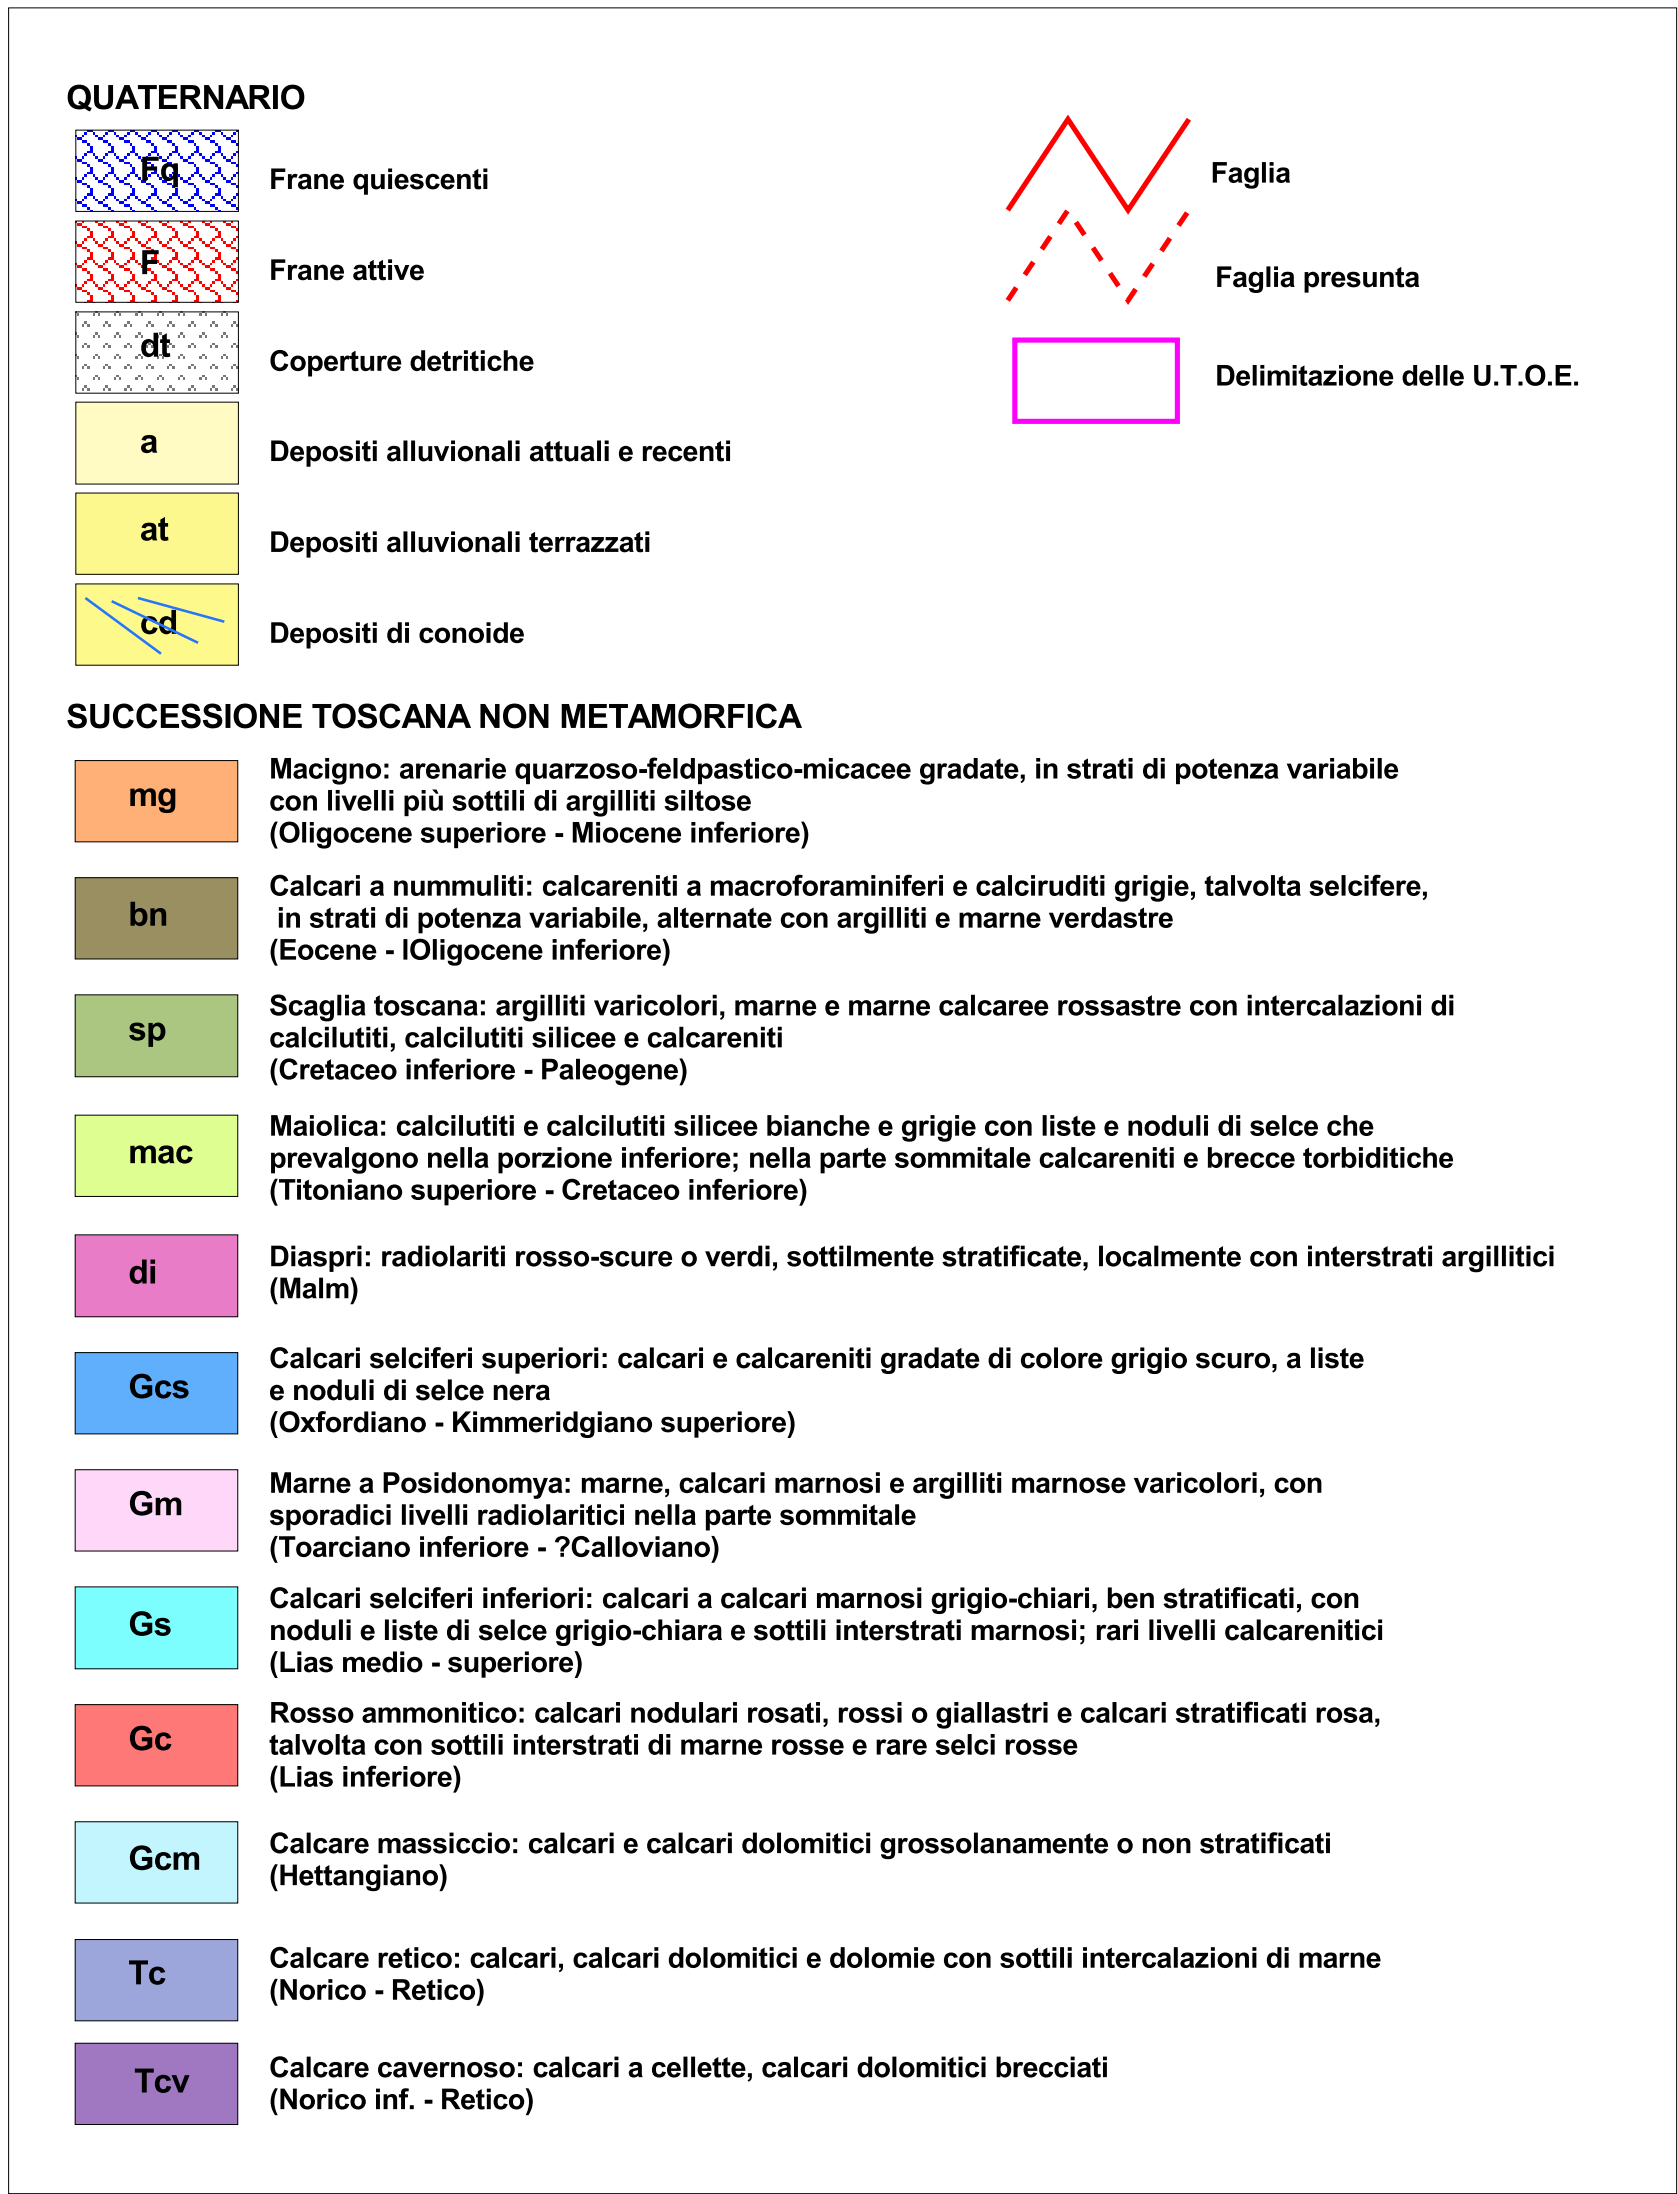 QUATERNARIO
Fq
Frane quiescenti
F
Frane attive
dt
Coperture detritiche
a
Depositi alluvionali attuali e recenti
at
Depositi alluvionali terrazzati
cd
Depositi di conoide
Faglia
Faglia presunta
Delimitazione delle U.T.O.E.
SUCCESSIONE TOSCANA NON METAMORFICA
mg
Macigno: arenarie quarzoso-feldpastico-micacee gradate, in strati di potenza variabile
con livelli più sottili di argilliti siltose
(Oligocene superiore - Miocene inferiore)
bn
Calcari a nummuliti: calcareniti a macroforaminiferi e calciruditi grigie, talvolta selcifere,
in strati di potenza variabile, alternate con argilliti e marne verdastre
(Eocene - lOligocene inferiore)
sp
Scaglia toscana: argilliti varicolori, marne e marne calcaree rossastre con intercalazioni di
calcilutiti, calcilutiti silicee e calcareniti
(Cretaceo inferiore - Paleogene)
mac
Maiolica: calcilutiti e calcilutiti silicee bianche e grigie con liste e noduli di selce che
prevalgono nella porzione inferiore; nella parte sommitale calcareniti e brecce torbiditiche
(Titoniano superiore - Cretaceo inferiore)
di
Diaspri: radiolariti rosso-scure o verdi, sottilmente stratificate, localmente con interstrati argillitici
(Malm)
Gcs
Calcari selciferi superiori: calcari e calcareniti gradate di colore grigio scuro, a liste
e noduli di selce nera
(Oxfordiano - Kimmeridgiano superiore)
Gm
Marne a Posidonomya: marne, calcari marnosi e argilliti marnose varicolori, con
sporadici livelli radiolaritici nella parte sommitale
(Toarciano inferiore - ?Calloviano)
Gs
Calcari selciferi inferiori: calcari a calcari marnosi grigio-chiari, ben stratificati, con
noduli e liste di selce grigio-chiara e sottili interstrati marnosi; rari livelli calcarenitici
(Lias medio - superiore)
Gc
Rosso ammonitico: calcari nodulari rosati, rossi o giallastri e calcari stratificati rosa,
talvolta con sottili interstrati di marne rosse e rare selci rosse
(Lias inferiore)
Gcm
Calcare massiccio: calcari e calcari dolomitici grossolanamente o non stratificati
(Hettangiano)
Tc
Calcare retico: calcari, calcari dolomitici e dolomie con sottili intercalazioni di marne
(Norico - Retico)
Tcv
Calcare cavernoso: calcari a cellette, calcari dolomitici brecciati
(Norico inf. - Retico)